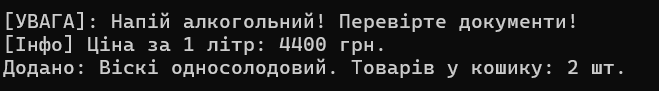 [УВАГА]: Напій алкогольний! Перевірте документи!
[Інфо] Ціна за 1 літр: 4400 грн.
Додано: Віскі односолодовий. Товарів у кошику: 2 шт.